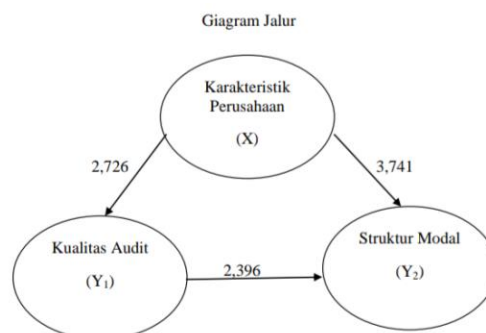 Giagram Jalur
Karakteristik
Perusahaan
(X)
2,726
3,741
Kualitas Audit
(Y₁)
Struktur Modal
(Y₂)
2,396